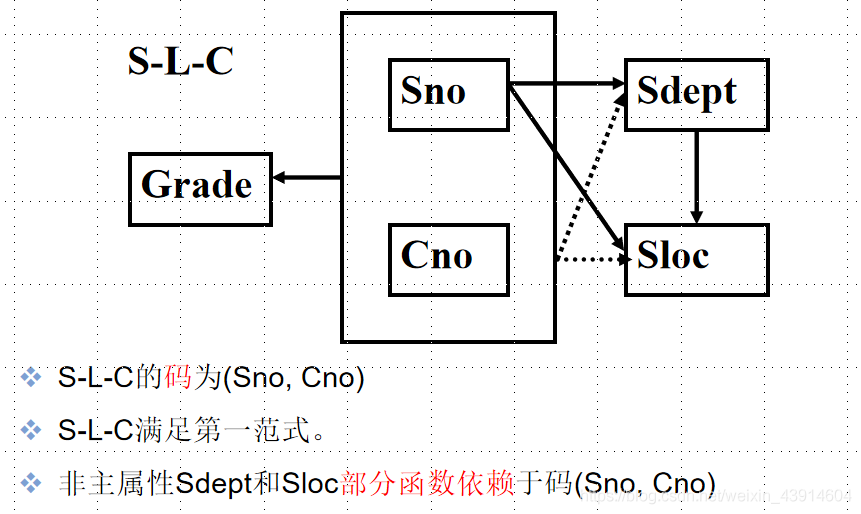 S-L-C
Sno
Sdept
Grade
Cno
Sloc
S-L-C的码为(Sno, Cno)
S-L-C满足第一范式。
非主属性Sdept和Sloc部分函数依赖于码(Sno, Cno)
https://blog.csdn.net/weixin_43914604